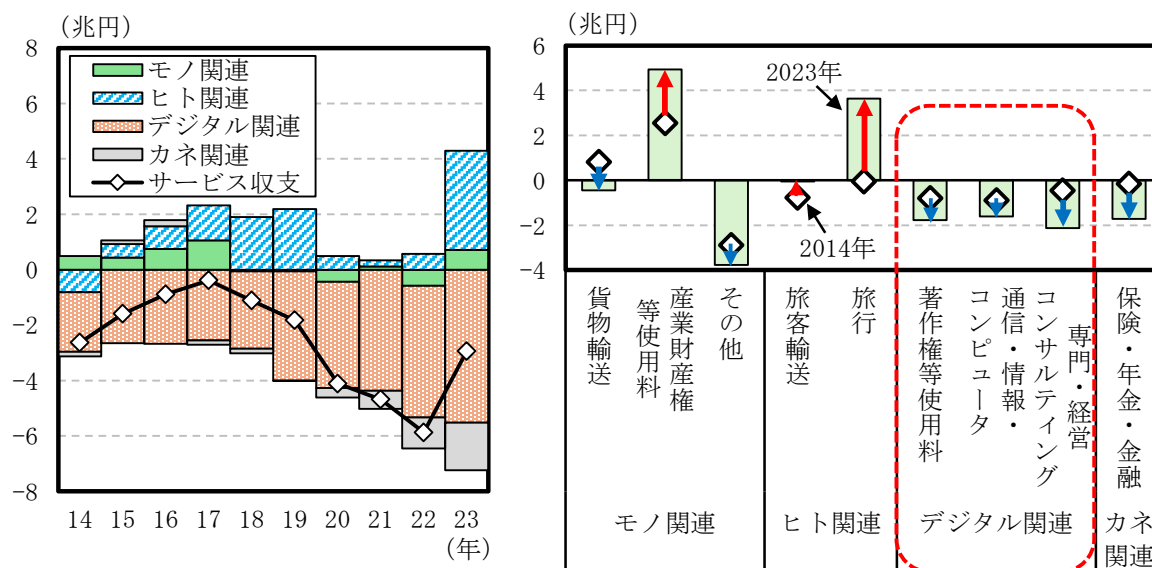 (兆円)
8
6
4
2
0
-2
-4
-6
-8
モノ関連
ヒト関連
デジタル関連
カネ関連
サービス収支
14 15 16 17 18 19 20 21 22 23
(年)
(兆円)
6
4
2
0
-2
-4
2023年
2014年
貨物輸送
産業財産権
等使用料
その他
旅客輸送
旅行
著作権等使用料
通信・情報・
コンピュータ
専門・経営
コンサルティング
保険・年金・金融
モノ関連
ヒト関連
デジタル関連
カネ
関連